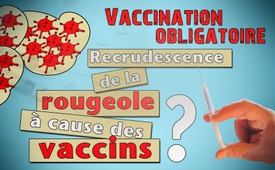 VACCINATION
OBLIGATOIRE
Recrudescence
de la
rougeole
à cause des
vaccins ?